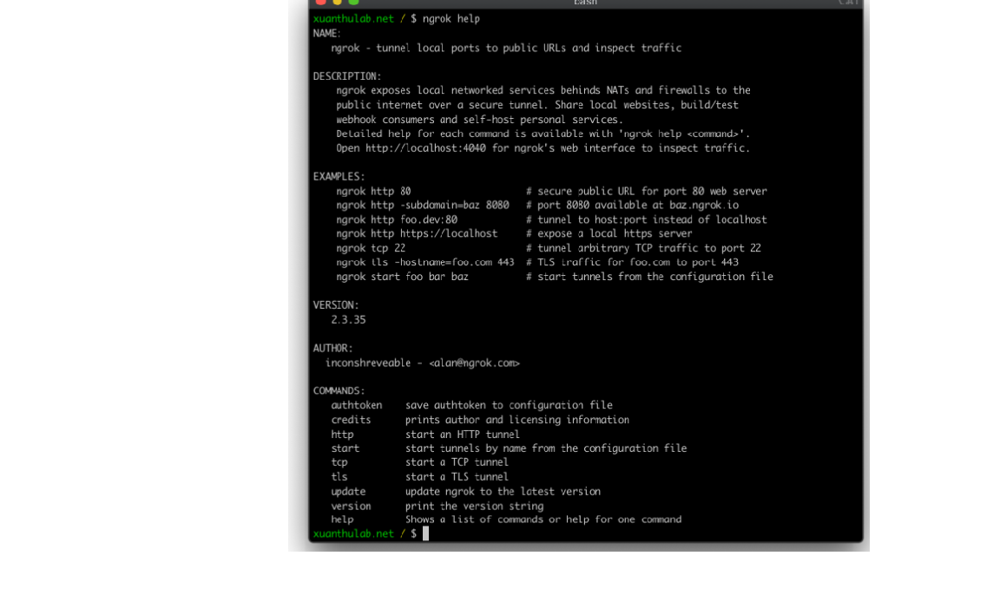 bash
xuanthulab.net / $ ngrok help
NAME:
ngrok - tunnel local ports to public URLs and inspect traffic
DESCRIPTION:
ngrok exposes local networked services behinds NATs and firewalls to the
public internet over a secure tunnel. Share local websites, build/test
webhook consumers and self-host personal services.
Detailed help for each command is available with 'ngrok help <command>'.
Open http://localhost:4040 for ngrok's web interface to inspect traffic.
EXAMPLES:
ngrok http 80 # secure public URL for port 80 web server
ngrok http -subdomain=baz 8080 # port 8080 available at baz.ngrok.io
ngrok http foo.dev:80 # tunnel to host:port instead of localhost
ngrok http https://localhost # expose a local https server
ngrok tcp 22 # tunnel arbitrary TCP traffic to port 22
ngrok tls -hostname=foo.com 443 # TLS traffic for foo.com to port 443
ngrok start foo bar baz # start tunnels from the configuration file
VERSION:
2.3.35
AUTHOR:
inconshreveable - <alan@ngrok.com>
COMMANDS:
authtoken save authtoken to configuration file
credits prints author and licensing information
http start an HTTP tunnel
start start tunnels by name from the configuration file
tcp start a TCP tunnel
tls start a TLS tunnel
update update ngrok to the latest version
version print the version string
help Shows a list of commands or help for one command
xuanthulab.net / $